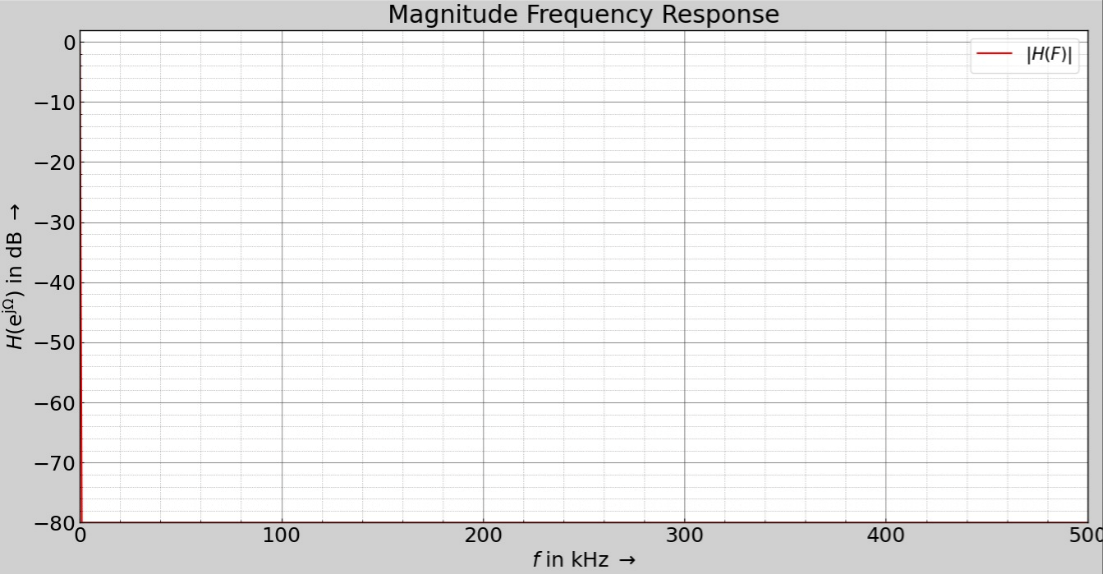 Magnitude Frequency Response
|H(F)|
0
−10
−20
−30
−40
−50
−60
−70
−80
H(e^jΩ) in dB →
0 100 200 300 400 500
f in kHz →